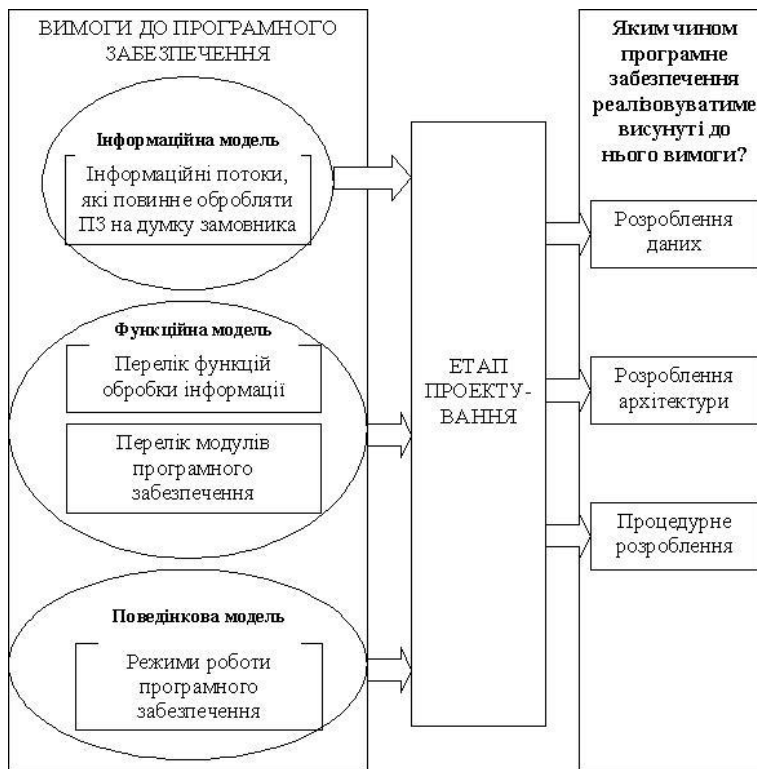 ВИМОГИ ДО ПРОГРАМНОГО
ЗАБЕЗПЕЧЕННЯ
Інформаційна модель
Інформаційні потоки,
які повинне обробляти
ПЗ на думку замовника
Функційна модель
Перелік функцій
обробки інформації
Перелік модулів
програмного
забезпечення
Поведінкова модель
Режими роботи
програмного
забезпечення
ЕТАП
ПРОЕКТУ-
ВАННЯ
Яким чином
програмне
забезпечення
реалізовуватиме
висунуті до
нього вимоги?
Розроблення
даних
Розроблення
архітектури
Процедурне
розроблення